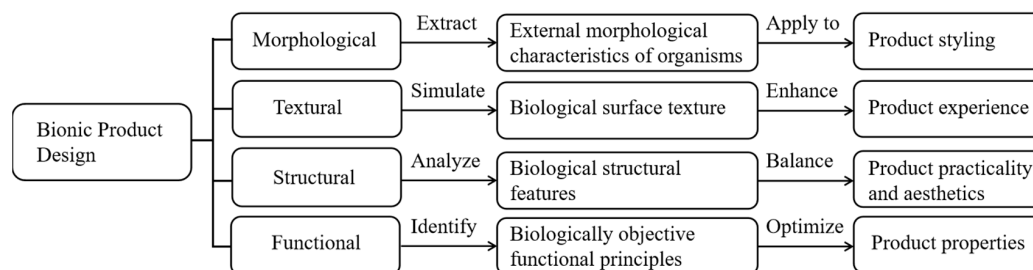 Bionic Product
Design
Morphological
Extract
External morphological
characteristics of organisms
Apply to
Product styling
Textural
Simulate
Biological surface texture
Enhance
Product experience
Structural
Analyze
Biological structural
features
Balance
Product practicality
and aesthetics
Functional
Identify
Biologically objective
functional principles
Optimize
Product properties